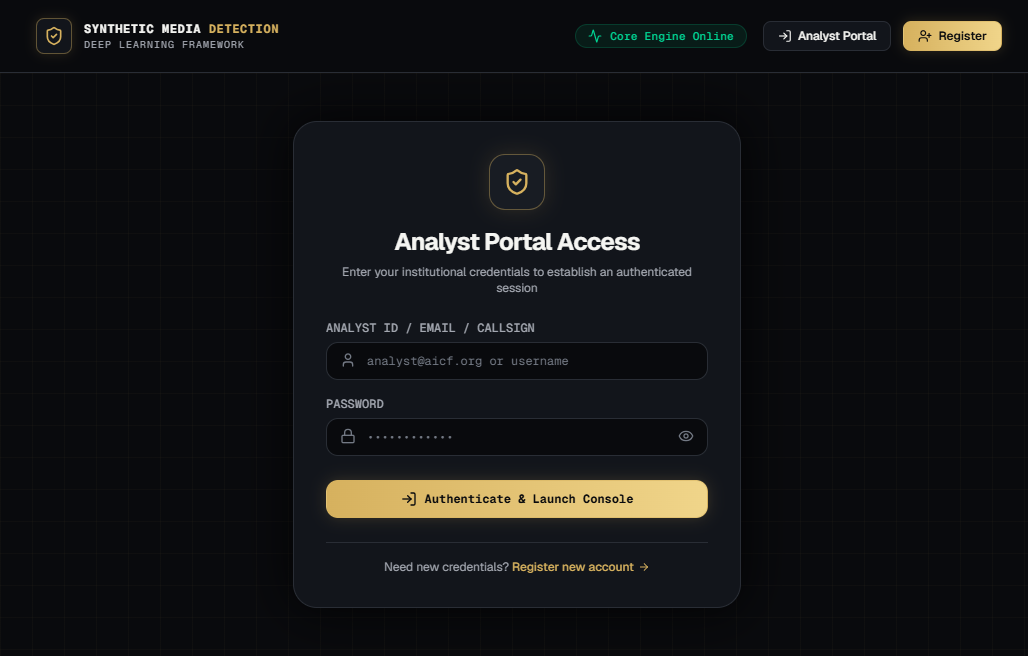 SYNTHETIC MEDIA DETECTION
DEEP LEARNING FRAMEWORK
Core Engine Online
Analyst Portal
Register
Analyst Portal Access
Enter your institutional credentials to establish an authenticated
session
ANALYST ID / EMAIL / CALLSIGN
analyst@aicf.org or username
PASSWORD
••••••••••••
Authenticate & Launch Console
Need new credentials? Register new account →